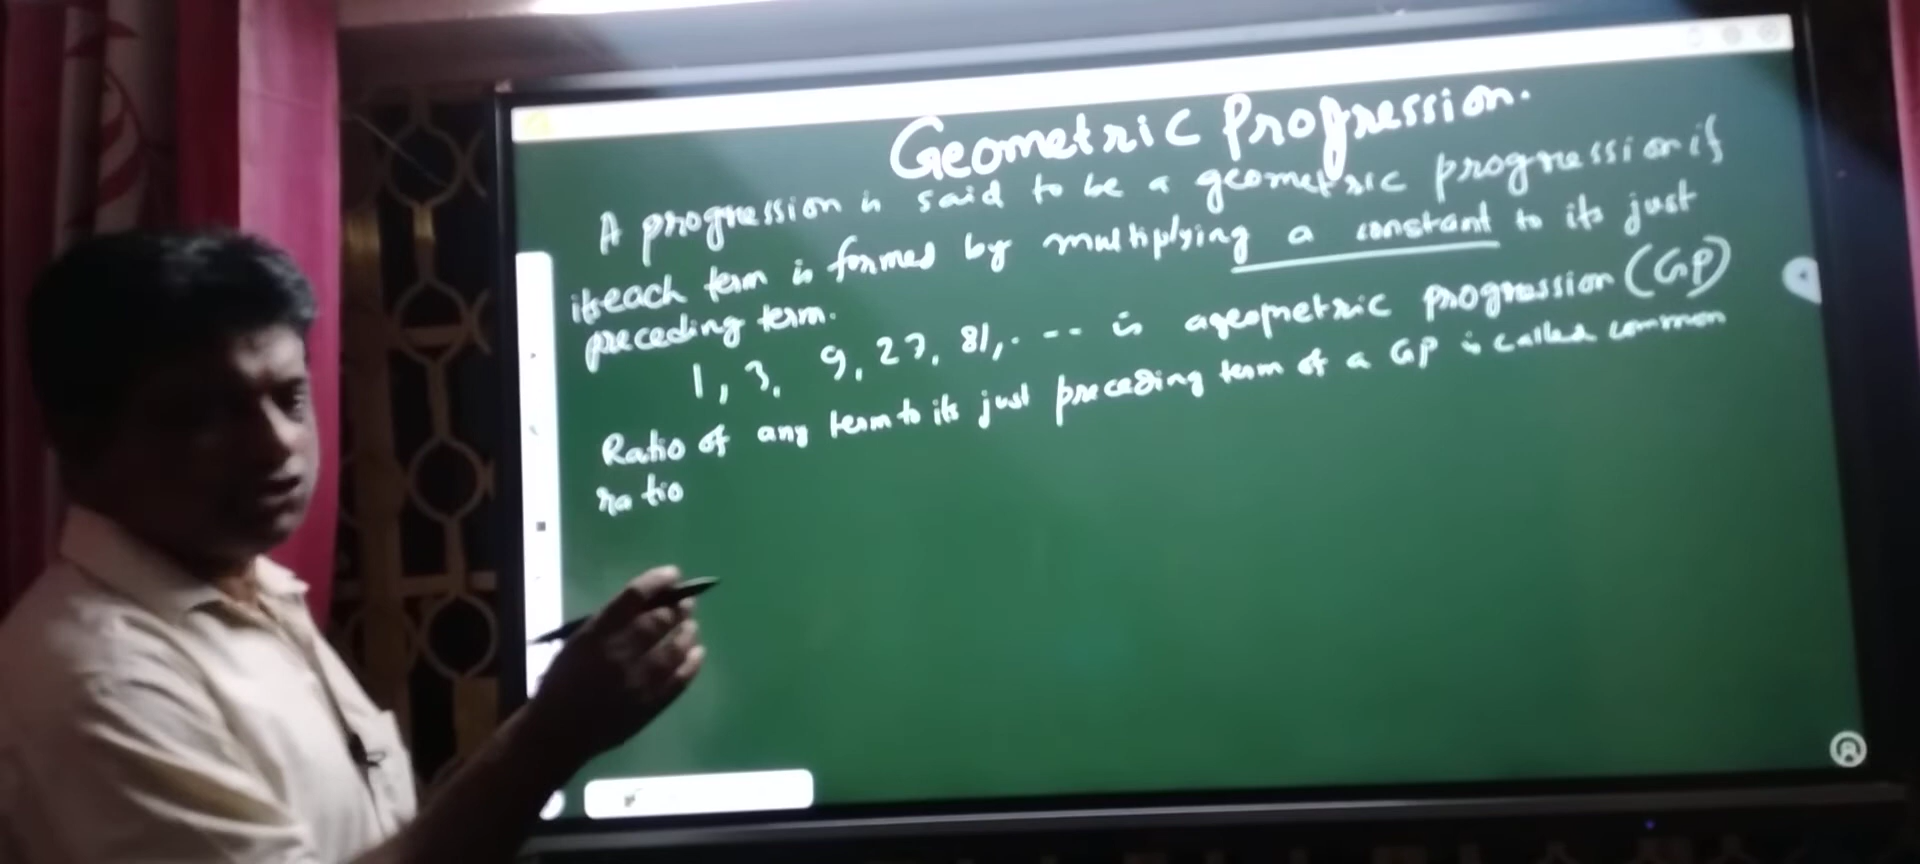 Geometric Progression.
A progression is said to be a geometric progression if
itseach term is formed by multiplying a constant to its just
preceding term.
1, 3, 9, 27, 81,. -- is ageometric progression (GP)
Ratio of any term to its just preceding term of a GP is called common
ratio